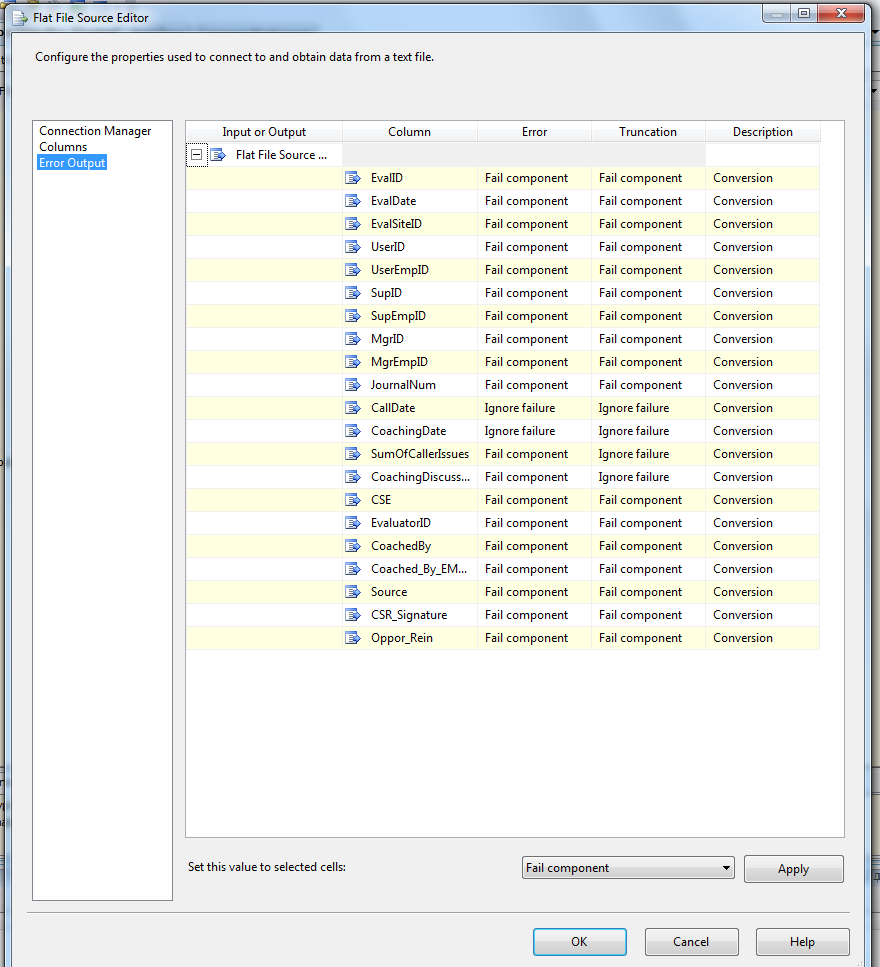 Flat File Source Editor
Configure the properties used to connect to and obtain data from a text file.
Connection Manager
Columns
Error Output
Input or Output Column Error Truncation Description
Flat File Source ...
EvalID Fail component Fail component Conversion
EvalDate Fail component Fail component Conversion
EvalSiteID Fail component Fail component Conversion
UserID Fail component Fail component Conversion
UserEmpID Fail component Fail component Conversion
SupID Fail component Fail component Conversion
SupEmpID Fail component Fail component Conversion
MgrID Fail component Fail component Conversion
MgrEmpID Fail component Fail component Conversion
JournalNum Fail component Fail component Conversion
CallDate Ignore failure Ignore failure Conversion
CoachingDate Ignore failure Ignore failure Conversion
SumOfCallerIssues Fail component Ignore failure Conversion
CoachingDiscuss... Fail component Ignore failure Conversion
CSE Fail component Fail component Conversion
EvaluatorID Fail component Fail component Conversion
CoachedBy Fail component Fail component Conversion
Coached_By_EM... Fail component Fail component Conversion
Source Fail component Fail component Conversion
CSR_Signature Fail component Fail component Conversion
Oppor_Rein Fail component Fail component Conversion
Set this value to selected cells: Fail component Apply
OK Cancel Help